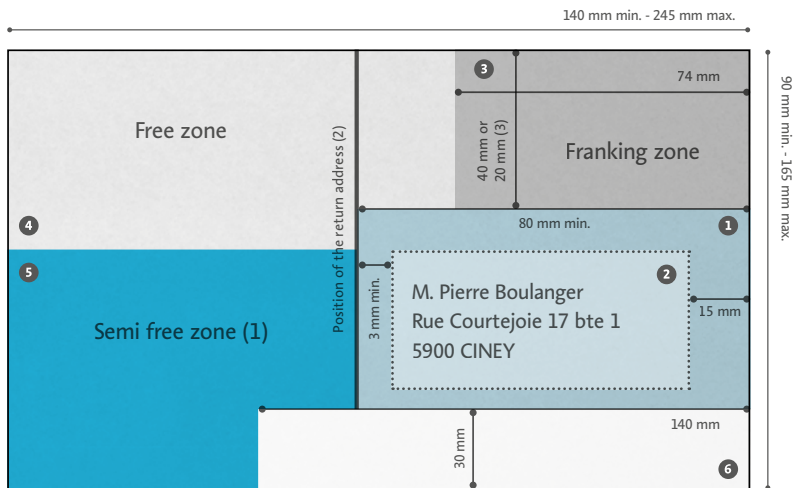 140 mm min. - 245 mm max.
3
74 mm
90 mm min. - 165 mm max.
Free zone
Position of the return address (2)
40 mm or
20 mm (3)
Franking zone
4
80 mm min.
1
5
2
3 mm min.
M. Pierre Boulanger
Rue Courtejoie 17 bte 1
5900 CINEY
15 mm
Semi free zone (1)
140 mm
30 mm
6